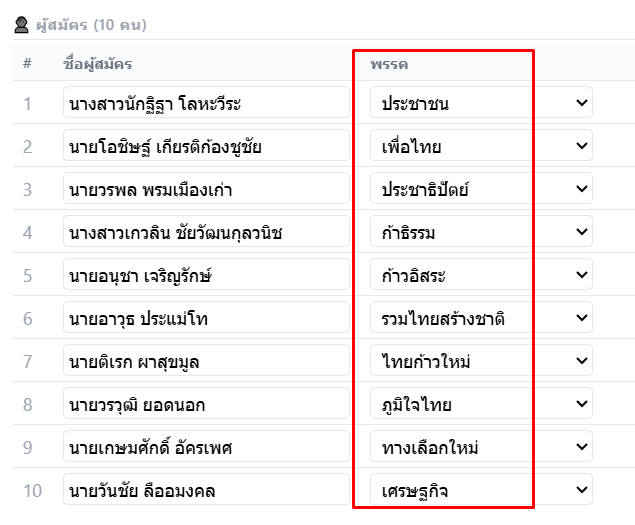 ผู้สมัคร (10 คน)
# ชื่อผู้สมัคร พรรค
1 นางสาวนักฐิฐา โลหะวีระ ประชาชน
2 นายโอชิษฐ์ เกียรติก้องชูชัย เพื่อไทย
3 นายวรพล พรมเมืองเก่า ประชาธิปัตย์
4 นางสาวเกวลิน ชัยวัฒนกุลวนิช ก้าธิรรม
5 นายอนุชา เจริญรักษ์ ก้าวอิสระ
6 นายอาวุธ ประแม่โท รวมไทยสร้างชาติ
7 นายติเรก ผาสุขมูล ไทยก้าวใหม่
8 นายวรวุฒิ ยอดนอก ภูมิใจไทย
9 นายเกษมศักดิ์ อัครเพศ ทางเลือกใหม่
10 นายวันชัย ลืออมงคล เศรษฐกิจ